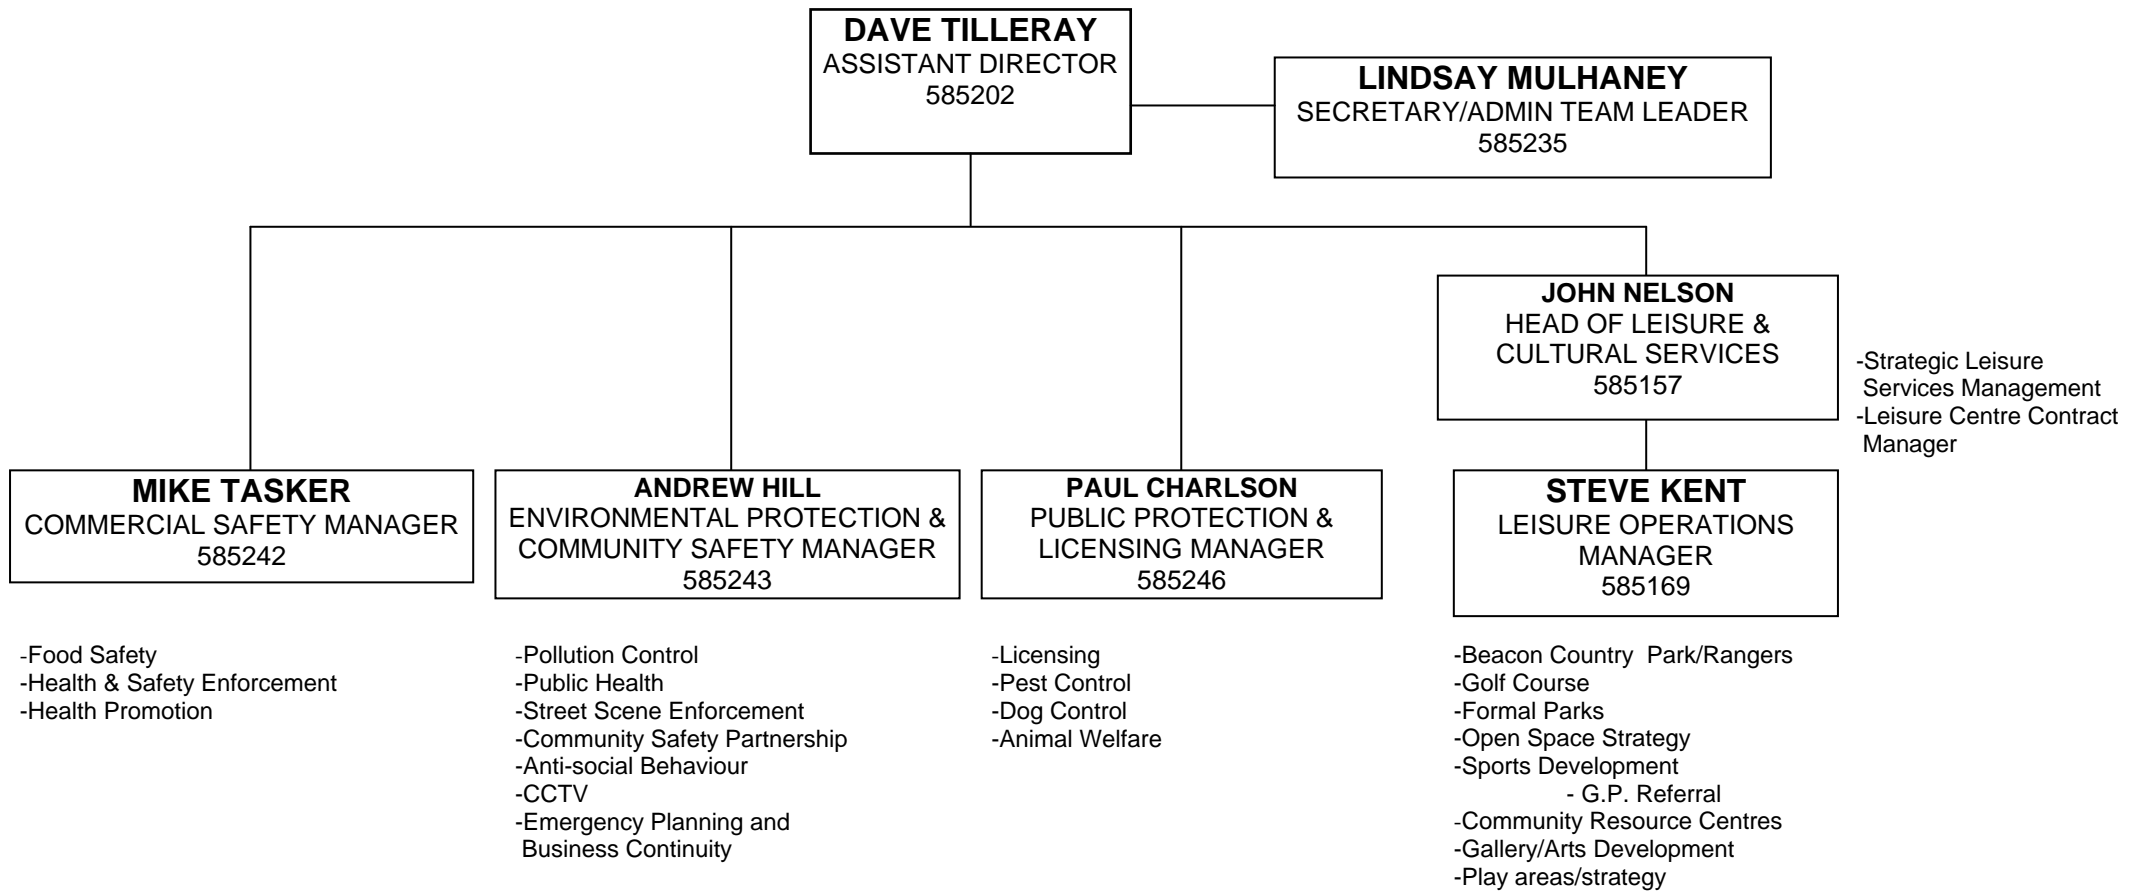 DAVE TILLERAY
ASSISTANT DIRECTOR
585202
LINDSAY MULHANEY
SECRETARY/ADMIN TEAM LEADER
585235
JOHN NELSON
HEAD OF LEISURE &
CULTURAL SERVICES
585157
-Strategic Leisure
Services Management
-Leisure Centre Contract
Manager
MIKE TASKER
COMMERCIAL SAFETY MANAGER
585242
ANDREW HILL
ENVIRONMENTAL PROTECTION &
COMMUNITY SAFETY MANAGER
585243
PAUL CHARLSON
PUBLIC PROTECTION &
LICENSING MANAGER
585246
STEVE KENT
LEISURE OPERATIONS
MANAGER
585169
-Food Safety
-Health & Safety Enforcement
-Health Promotion
-Pollution Control
-Public Health
-Street Scene Enforcement
-Community Safety Partnership
-Anti-social Behaviour
-CCTV
-Emergency Planning and
Business Continuity
-Licensing
-Pest Control
-Dog Control
-Animal Welfare
-Beacon Country  Park/Rangers
-Golf Course
-Formal Parks
-Open Space Strategy
-Sports Development
- G.P. Referral
-Community Resource Centres
-Gallery/Arts Development
-Play areas/strategy